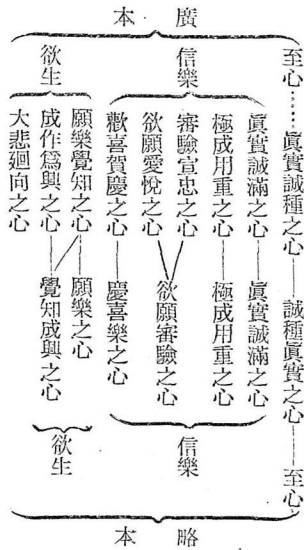 廣本
至心……眞實誠種之心——誠種眞實之心——至心
信樂
眞實誠滿之心——眞實誠滿之心
極成用重之心——極成用重之心
審驗宣忠之心
欲願愛悅之心
欲願審驗之心
歡喜賀慶之心——慶喜樂之心
信樂
欲生
願樂覺知之心——願樂之心
成作爲興之心——覺知成興之心
大悲廻向之心
欲生
略本